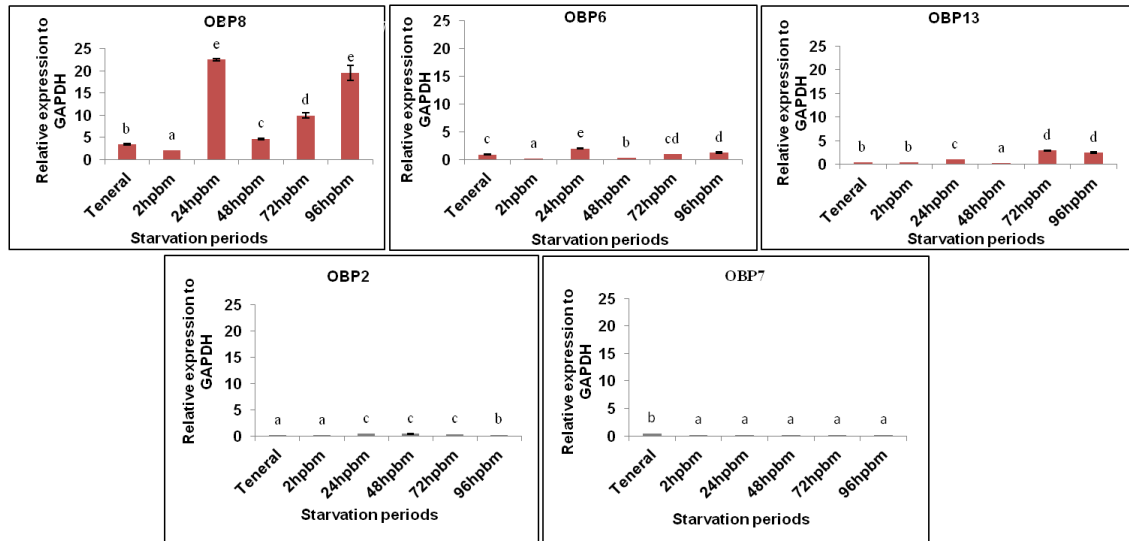 OBP8
Relative expression to
GAPDH
25
20
15
10
5
0
b
a
e
c
d
e
Teneral
2hpbm
24hpbm
48hpbm
72hpbm
96hpbm
Starvation periods
OBP6
Relative expression to
GAPDH
25
20
15
10
5
0
c
a
e
b
cd
d
Teneral
2hpbm
24hpbm
48hpbm
72hpbm
96hpbm
Starvation periods
OBP13
Relative expression to
GAPDH
25
20
15
10
5
0
b
b
c
a
d
d
Teneral
2hpbm
24hpbm
48hpbm
72hpbm
96hpbm
Starvation periods
OBP2
Relative expression to
GAPDH
25
20
15
10
5
0
a
a
c
c
c
b
Teneral
2hpbm
24hpbm
48hpbm
72hpbm
96hpbm
Starvation periods
OBP7
Relative expression to
GAPDH
25
20
15
10
5
0
b
a
a
a
a
a
Teneral
2hpbm
24hpbm
48hpbm
72hpbm
96hpbm
Starvation periods